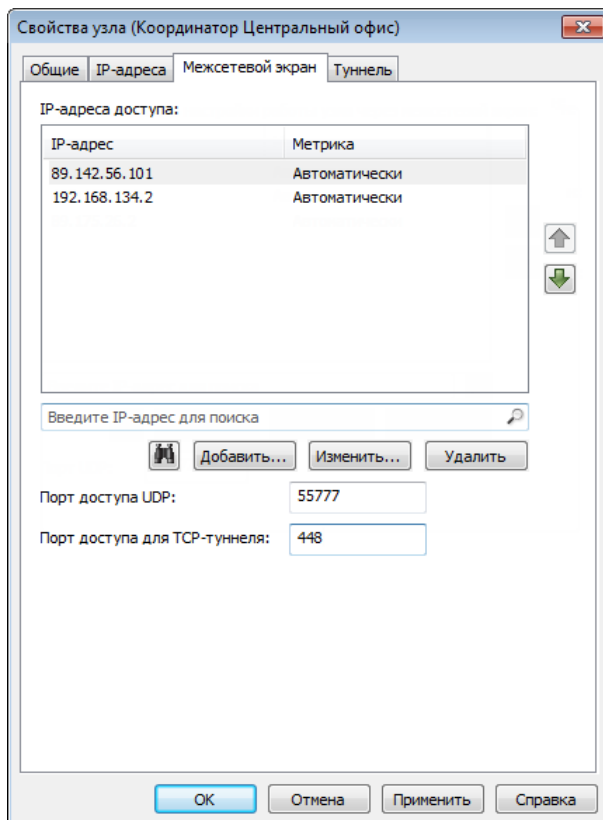 Свойства узла (Координатор Центральный офис)
Общие IP-адреса Межсетевой экран Туннель
IP-адреса доступа:
IP-адрес Метрика
89.142.56.101 Автоматически
192.168.134.2 Автоматически
Введите IP-адрес для поиска
Добавить... Изменить... Удалить
Порт доступа UDP: 55777
Порт доступа для TCP-туннеля: 448
OK Отмена Применить Справка